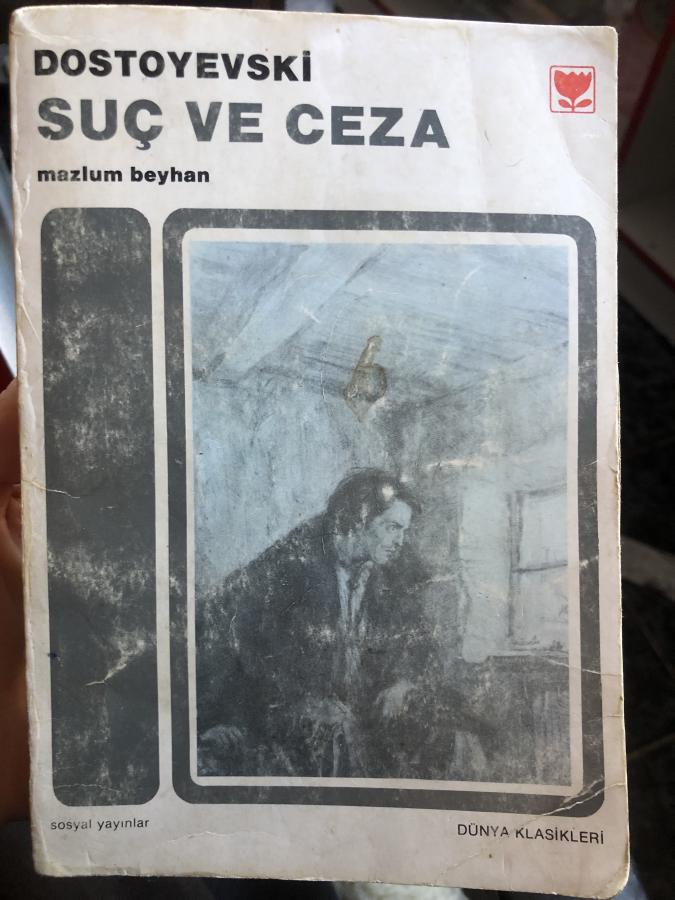 DOSTOYEVSKİ
SUÇ VE CEZA
mazlum beyhan
sosyal yayınlar
DÜNYA KLASİKLERİ